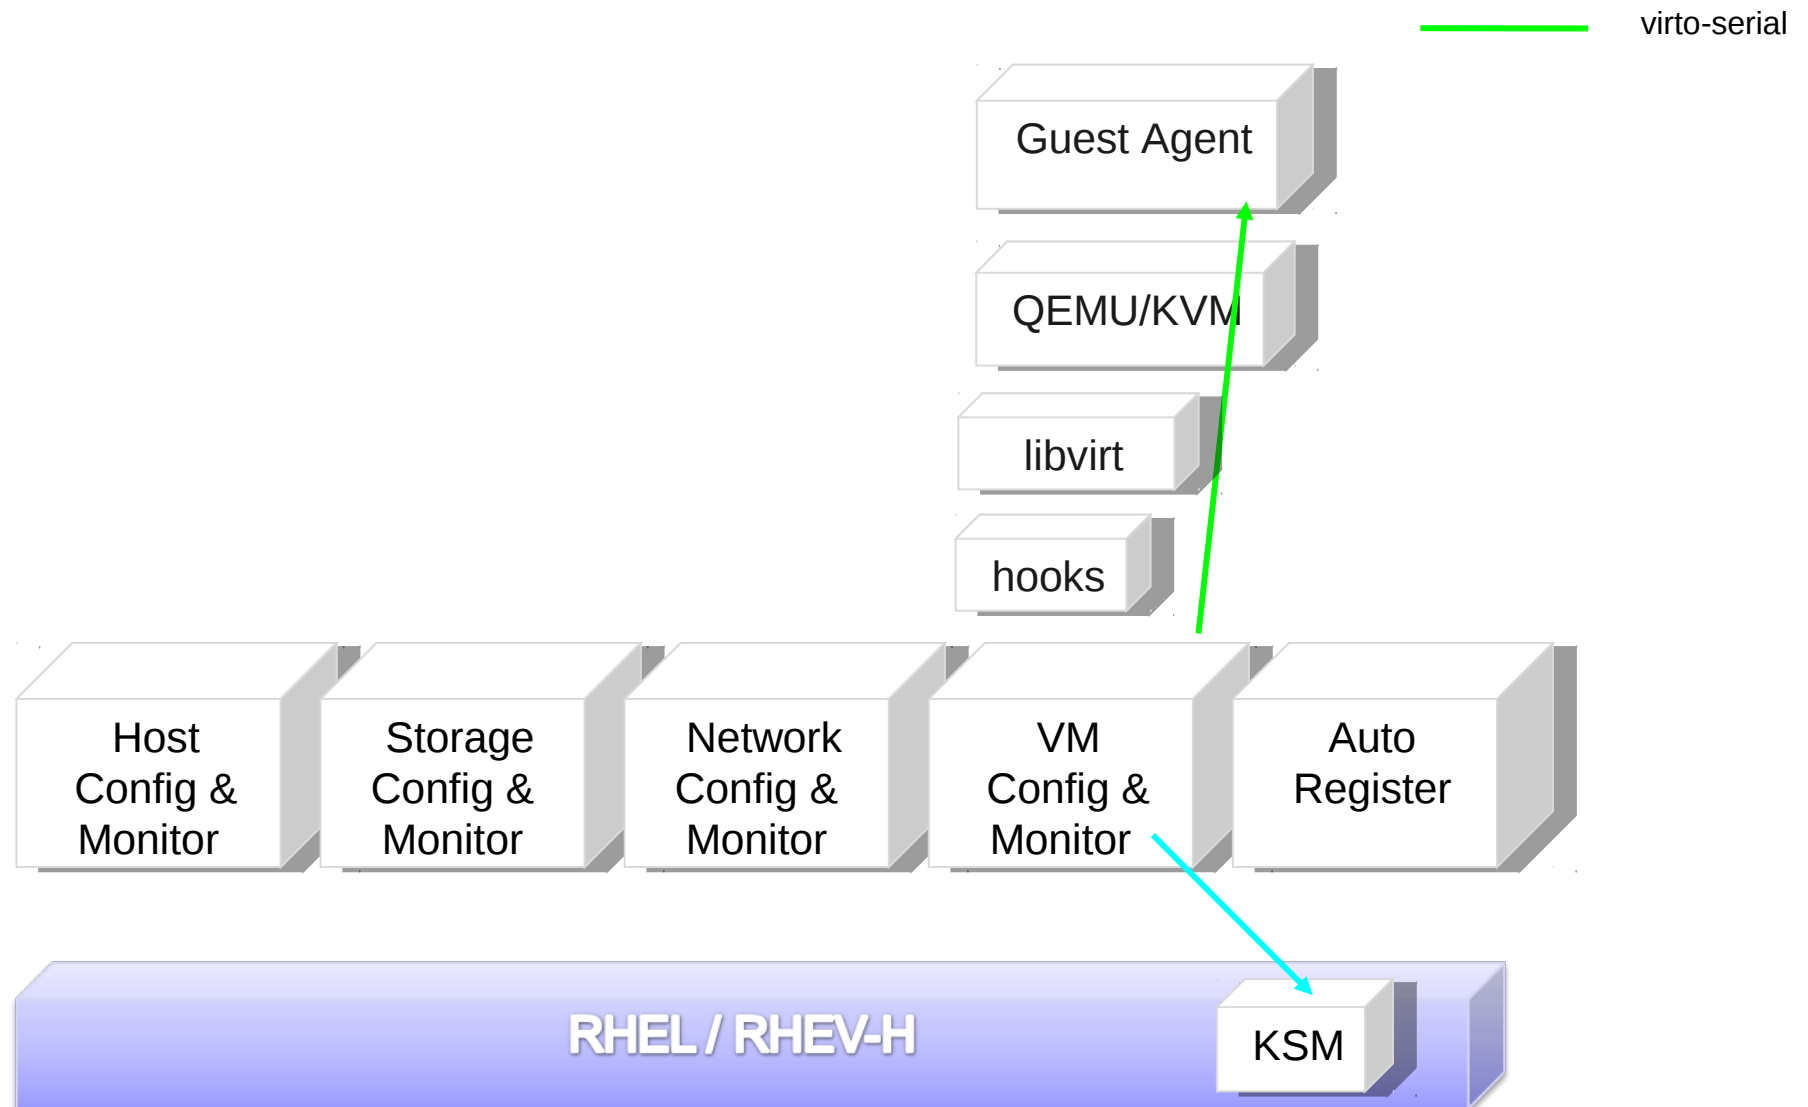 virto-serial
Guest Agent
QEMU/KVM
libvirt
hooks
Host
Config &
Monitor
Storage
Config &
Monitor
Network
Config &
Monitor
VM
Config &
Monitor
Auto
Register
RHEL / RHEV-H
KSM